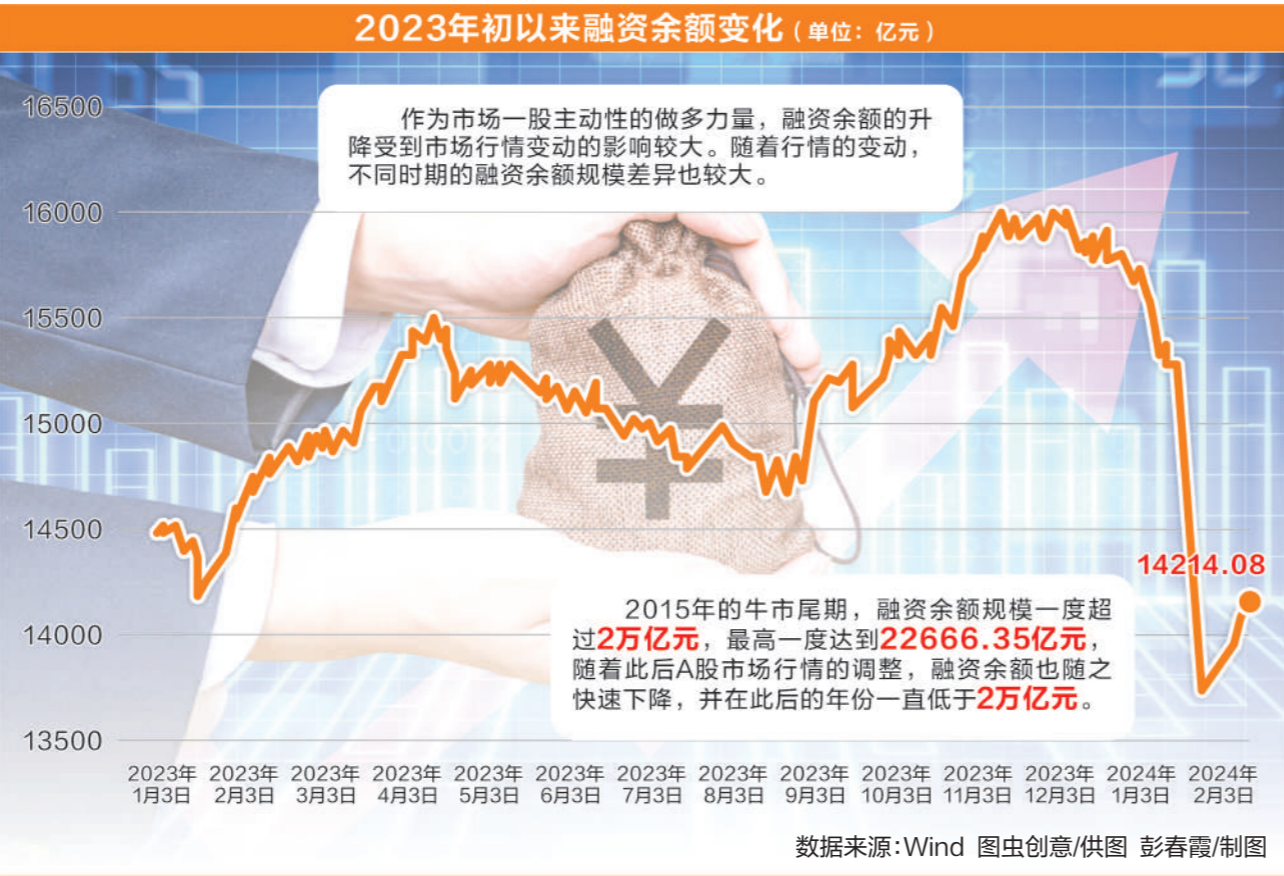 2023年初以来融资余额变化（单位：亿元）
作为市场一股主动性的做多力量，融资余额的升
降受到市场行情变动的影响较大。随着行情的变动，
不同时期的融资余额规模差异也较大。
16500
16000
15500
15000
14500
14000
13500
14214.08
2015年的牛市尾期，融资余额规模一度超
过2万亿元，最高一度达到22666.35亿元，
随着此后A股市场行情的调整，融资余额也随之
快速下降，并在此后的年份一直低于2万亿元。
2023年 2023年 2023年 2023年 2023年 2023年 2023年 2023年 2023年 2023年 2023年 2023年 2024年 2024年
1月3日 2月3日 3月3日 4月3日 5月3日 6月3日 7月3日 8月3日 9月3日 10月3日 11月3日 12月3日 1月3日 2月3日
数据来源：Wind 图虫创意/供图 彭春霞/制图